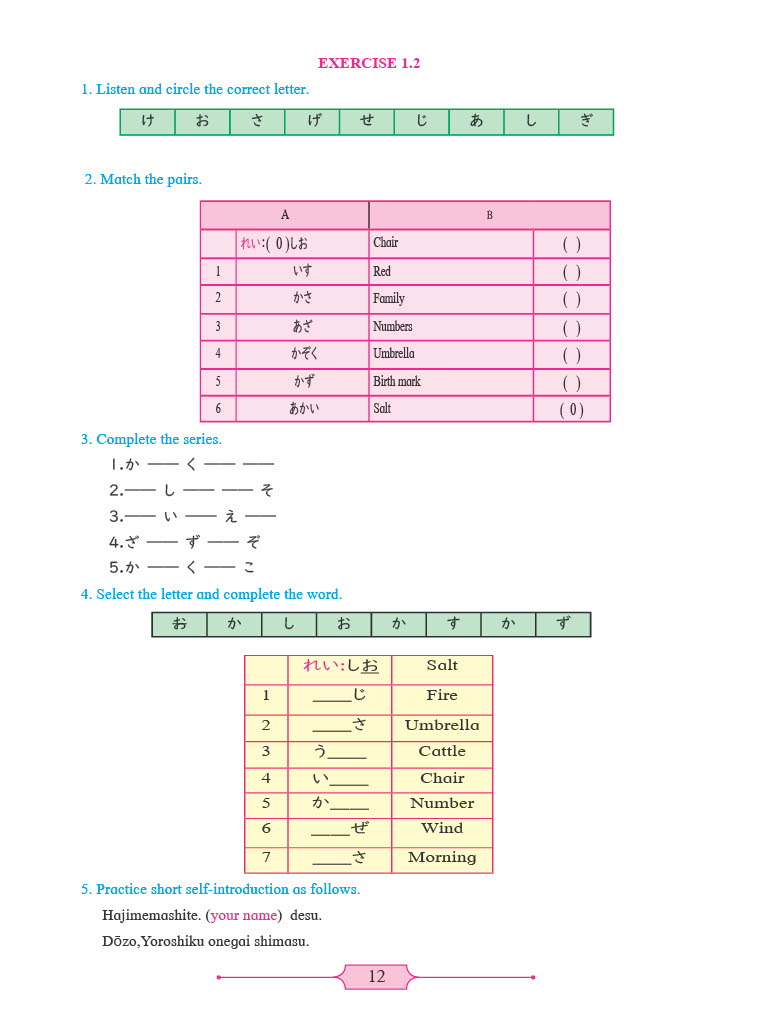 EXERCISE 1.2
1. Listen and circle the correct letter.
け お さ げ せ じ あ し ぎ
2. Match the pairs.
A B
れい:( 0 )しお Chair ( )
1 いす Red ( )
2 かさ Family ( )
3 あざ Numbers ( )
4 かぞく Umbrella ( )
5 かず Birth mark ( )
6 あかい Salt ( 0 )
3. Complete the series.
1.か —— く —— ——
2.—— し —— —— そ
3.—— い —— え ——
4.ざ —— ず —— ぞ
5.か —— く —— こ
4. Select the letter and complete the word.
お か し お か す か ず
れい:しお Salt
1 ____じ Fire
2 ____さ Umbrella
3 う____ Cattle
4 い____ Chair
5 か____ Number
6 ____ぜ Wind
7 ____さ Morning
5. Practice short self-introduction as follows.
Hajimemashite. (your name) desu.
Dōzo,Yoroshiku onegai shimasu.
12